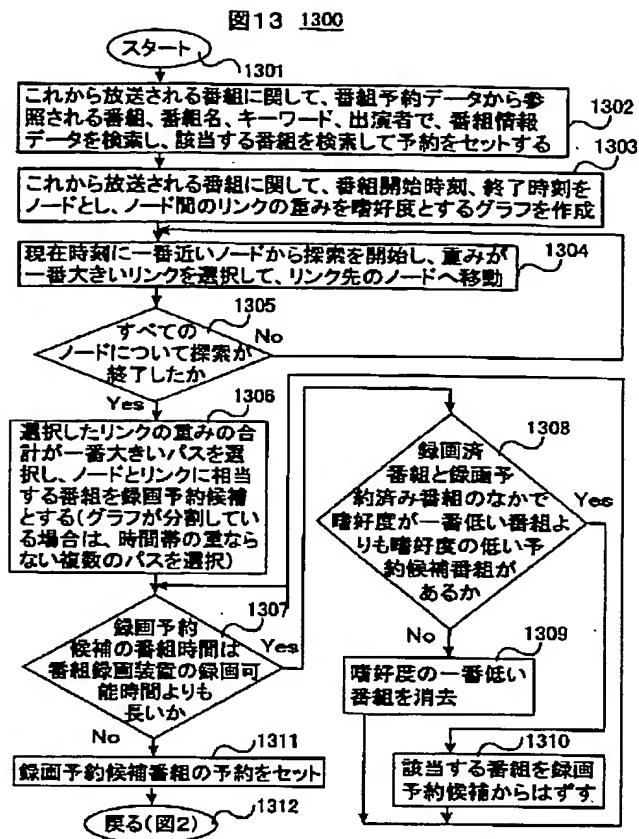 図13 1300
スタート
1301
これから放送される番組に関して、番組予約データから参
照される番組、番組名、キーワード、出演者で、番組情報
データを検索し、該当する番組を検索して予約をセットする
1302
1303
これから放送される番組に関して、番組開始時刻、終了時刻を
ノードとし、ノード間のリンクの重みを嗜好度とするグラフを作成
現在時刻に一番近いノードから探索を開始し、重みが
一番大きいリンクを選択して、リンク先のノードへ移動
1304
1305
すべての
ノードについて探索が
終了したか
No
Yes
1306
選択したリンクの重みの合
計が一番大きいパスを選
択し、ノードとリンクに相当
する番組を録画予約候補
とする(グラフが分割している
場合は、時間帯の重なら
ない複数のパスを選択)
1307
録画予約
候補の番組時間は
番組録画装置の録画可
能時間よりも
長いか
Yes
No
1308
録画済
番組と録画予
約済み番組のなかで
嗜好度が一番低い番組よ
りも嗜好度の低い予
約候補番組が
あるか
Yes
No
1309
嗜好度の一番低い
番組を消去
1310
該当する番組を録画
予約候補からはずす
1311
録画予約候補番組の予約をセット
1312
戻る(図2)